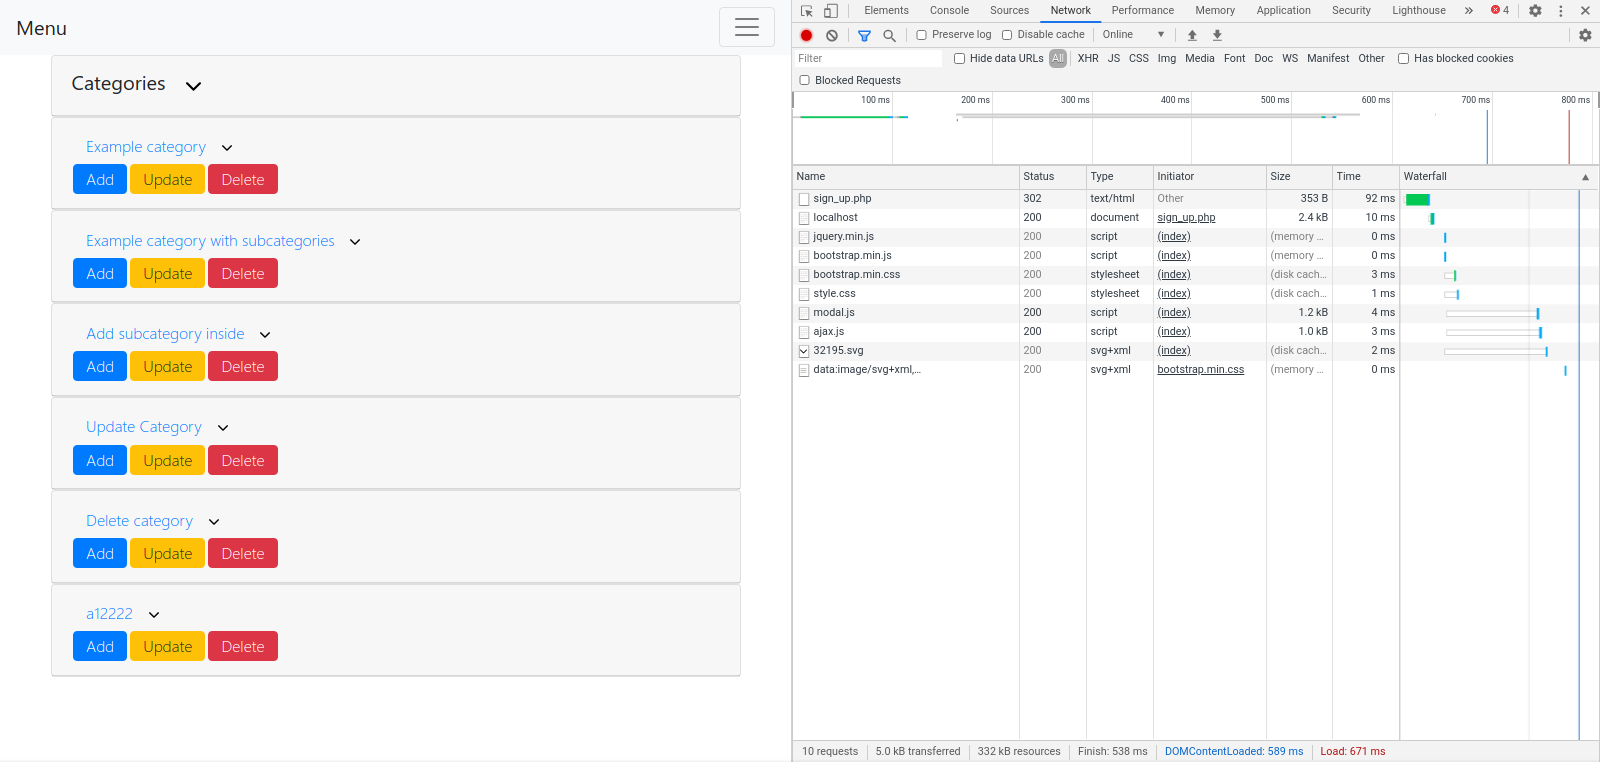 Menu
Categories
Example category
Add Update Delete
Example category with subcategories
Add Update Delete
Add subcategory inside
Add Update Delete
Update Category
Add Update Delete
Delete category
Add Update Delete
a12222
Add Update Delete
Elements Console Sources Network Performance Memory Application Security Lighthouse » 4
Preserve log Disable cache Online
Filter Hide data URLs All XHR JS CSS Img Media Font Doc WS Manifest Other Has blocked cookies
Blocked Requests
100 ms 200 ms 300 ms 400 ms 500 ms 600 ms 700 ms 800 ms
Name Status Type Initiator Size Time Waterfall
sign_up.php 302 text/html Other 353 B 92 ms
localhost 200 document sign_up.php 2.4 kB 10 ms
jquery.min.js 200 script (index) (memory ... 0 ms
bootstrap.min.js 200 script (index) (memory ... 0 ms
bootstrap.min.css 200 stylesheet (index) (disk cach... 3 ms
style.css 200 stylesheet (index) (disk cach... 1 ms
modal.js 200 script (index) 1.2 kB 4 ms
ajax.js 200 script (index) 1.0 kB 3 ms
32195.svg 200 svg+xml (index) (disk cach... 2 ms
data:image/svg+xml,... 200 svg+xml bootstrap.min.css (memory ... 0 ms
10 requests 5.0 kB transferred 332 kB resources Finish: 538 ms DOMContentLoaded: 589 ms Load: 671 ms